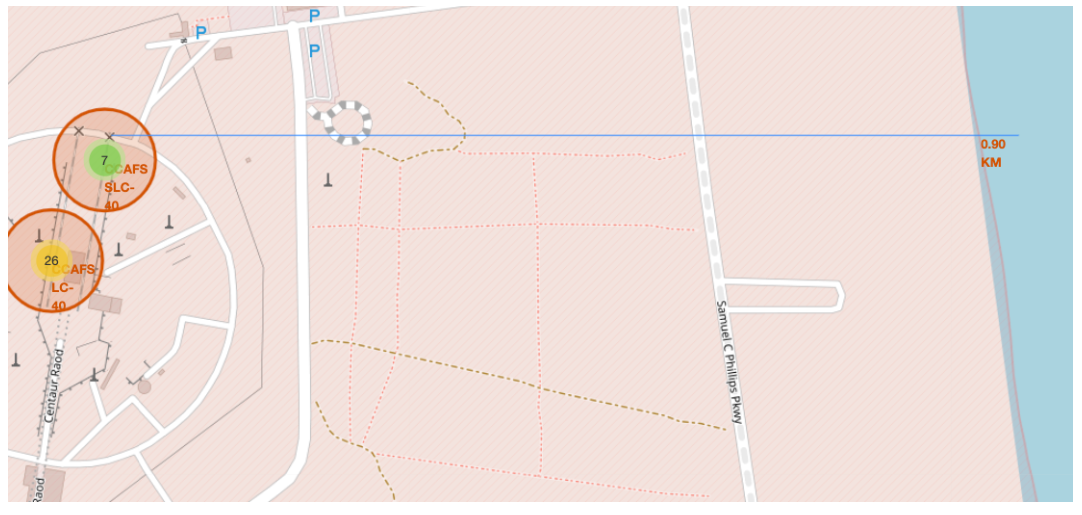 P
P
P
0.90
KM
7
CCAFS
SLC-
40
26
CCAFS
LC-
40
Samuel C Phillips Pkwy
Centaur Raod
Raod